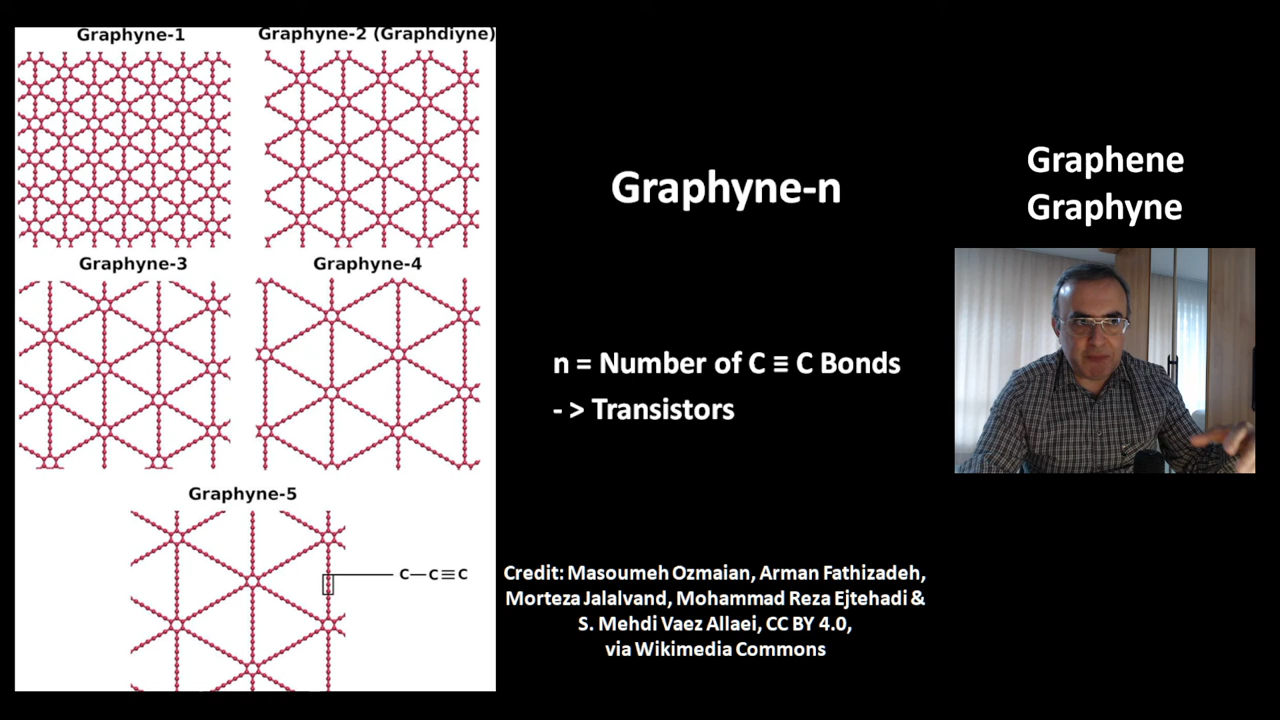 Graphyne-1
Graphyne-2 (Graphdiyne)
Graphyne-3
Graphyne-4
Graphyne-5
C—C≡C
Graphyne-n
n = Number of C ≡ C Bonds
- > Transistors
Credit: Masoumeh Ozmaian, Arman Fathizadeh,
Morteza Jalalvand, Mohammad Reza Ejtehadi &
S. Mehdi Vaez Allaei, CC BY 4.0,
via Wikimedia Commons
Graphene
Graphyne